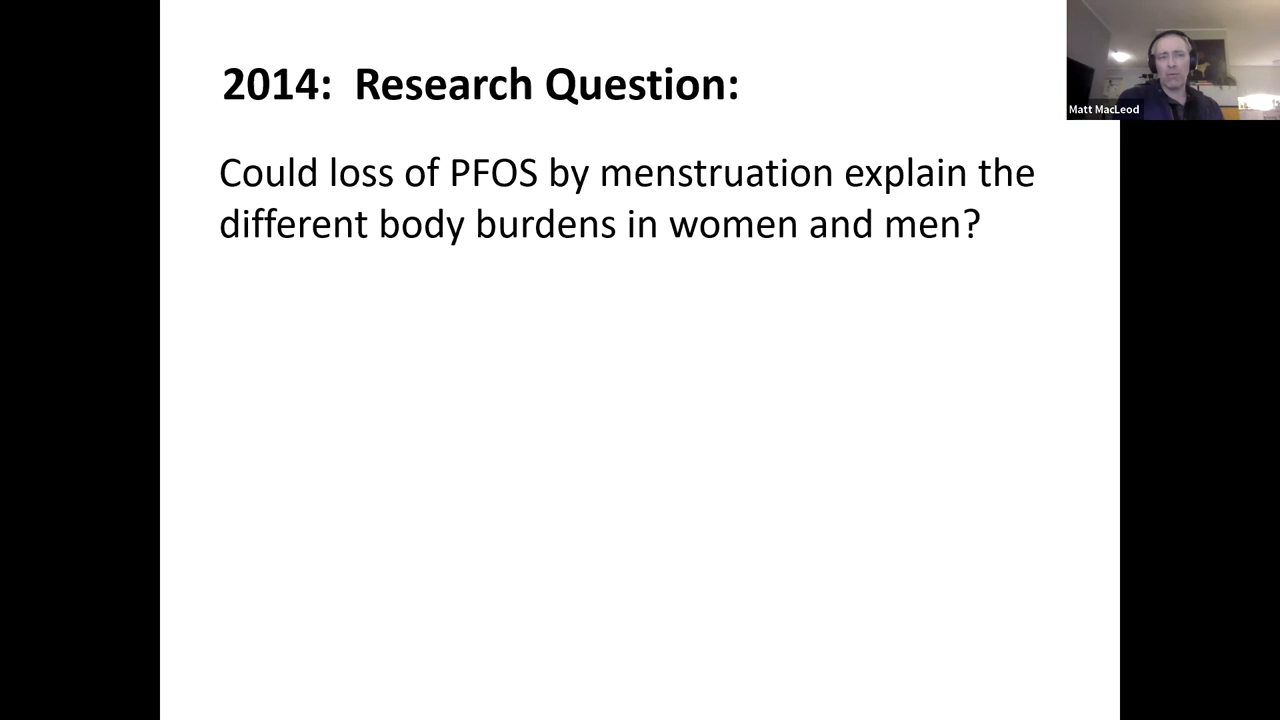 2014: Research Question:
Matt MacLeod
Could loss of PFOS by menstruation explain the
different body burdens in women and men?